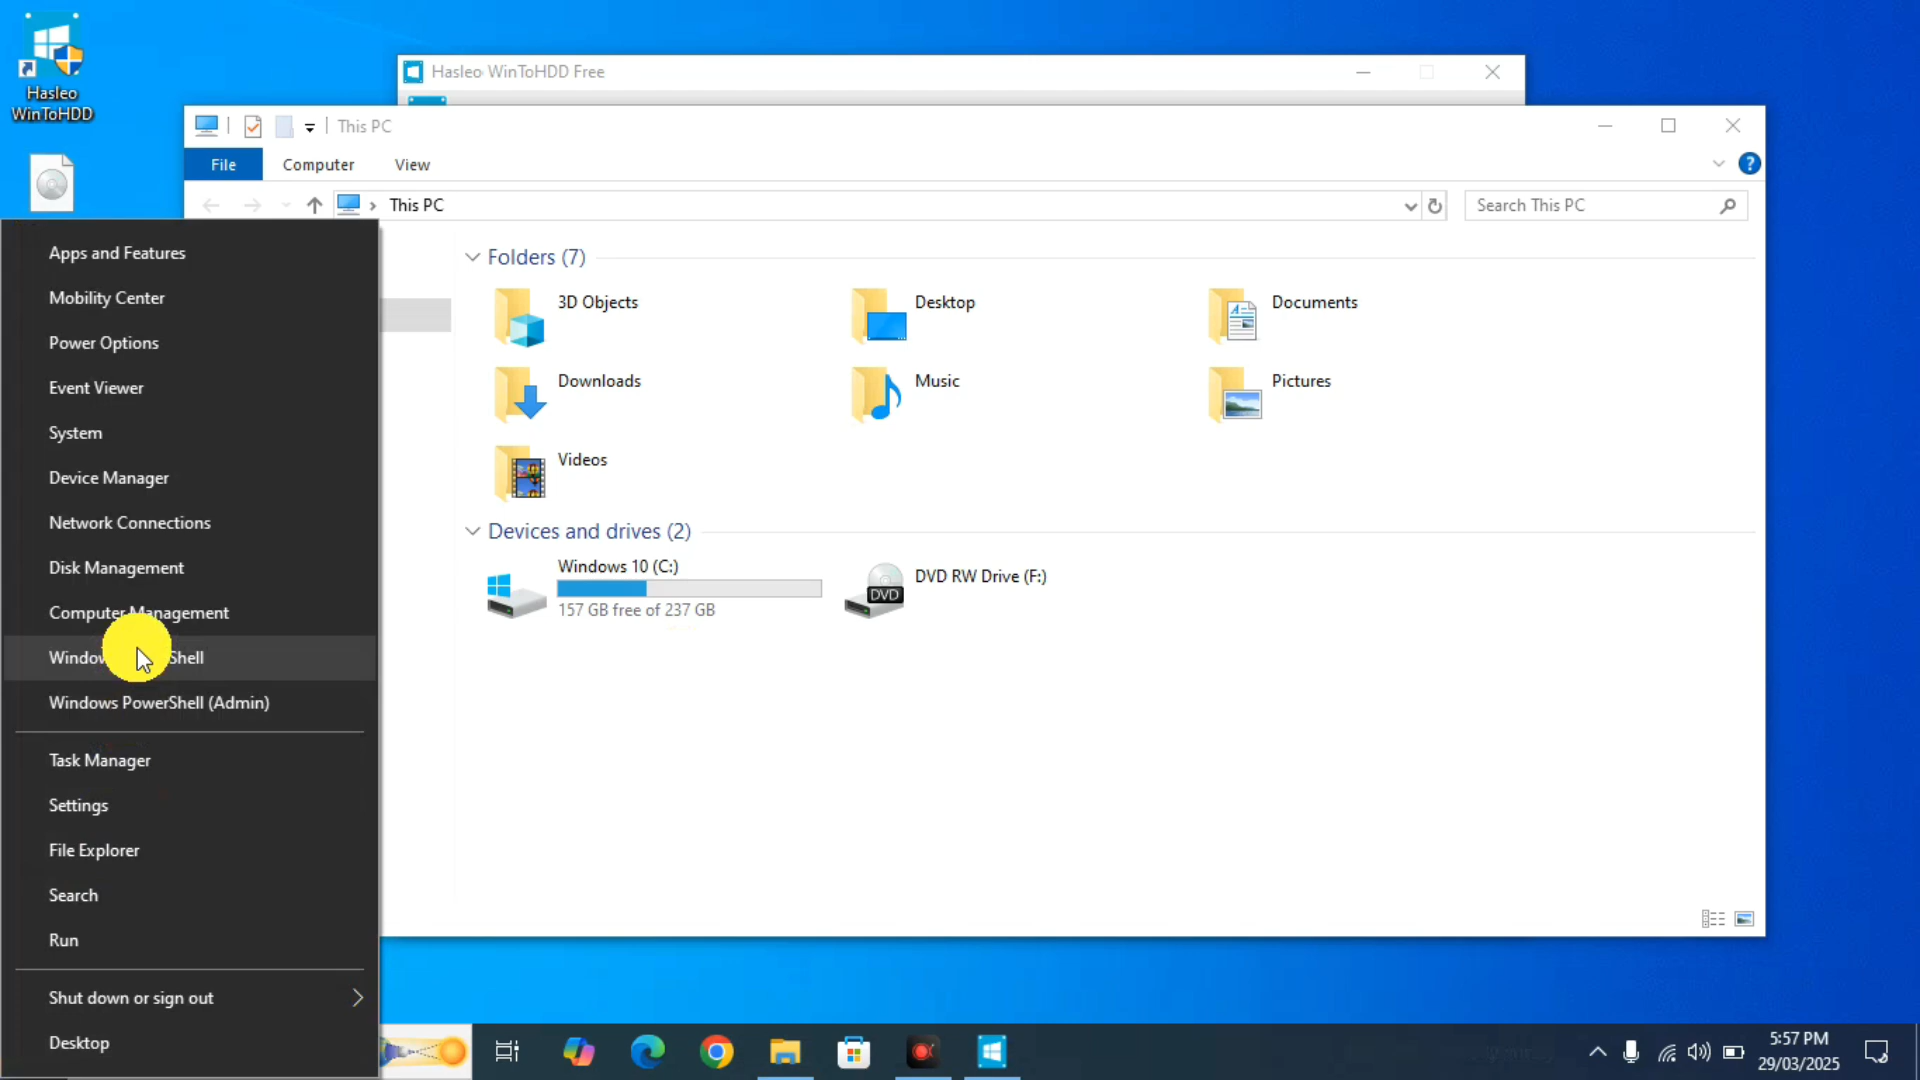 Hasleo
WinToHDD
Hasleo WinToHDD Free
This PC
File
Computer
View
This PC
Search This PC
Apps and Features
Mobility Center
Power Options
Event Viewer
System
Device Manager
Network Connections
Disk Management
Computer Management
Shell
Windows PowerShell (Admin)
Task Manager
Settings
File Explorer
Search
Run
Shut down or sign out
Desktop
Folders (7)
3D Objects
Desktop
Documents
Downloads
Music
Pictures
Videos
Devices and drives (2)
Windows 10 (C:)
157 GB free of 237 GB
DVD RW Drive (F:)
DVD
5:57 PM
29/03/2025